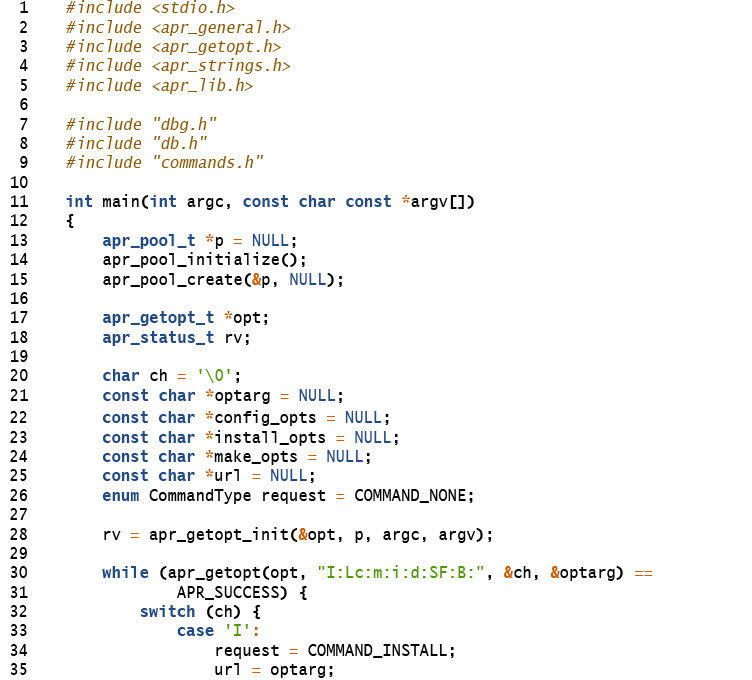 1 #include <stdio.h>
2 #include <apr_general.h>
3 #include <apr_getopt.h>
4 #include <apr_strings.h>
5 #include <apr_lib.h>
6
7 #include "dbg.h"
8 #include "db.h"
9 #include "commands.h"
10
11 int main(int argc, const char const *argv[])
12 {
13     apr_pool_t *p = NULL;
14     apr_pool_initialize();
15     apr_pool_create(&p, NULL);
16
17     apr_getopt_t *opt;
18     apr_status_t rv;
19
20     char ch = '\0';
21     const char *optarg = NULL;
22     const char *config_opts = NULL;
23     const char *install_opts = NULL;
24     const char *make_opts = NULL;
25     const char *url = NULL;
26     enum CommandType request = COMMAND_NONE;
27
28     rv = apr_getopt_init(&opt, p, argc, argv);
29
30     while (apr_getopt(opt, "I:Lc:m:i:d:SF:B:", &ch, &optarg) ==
31             APR_SUCCESS) {
32         switch (ch) {
33             case 'I':
34                 request = COMMAND_INSTALL;
35                 url = optarg;